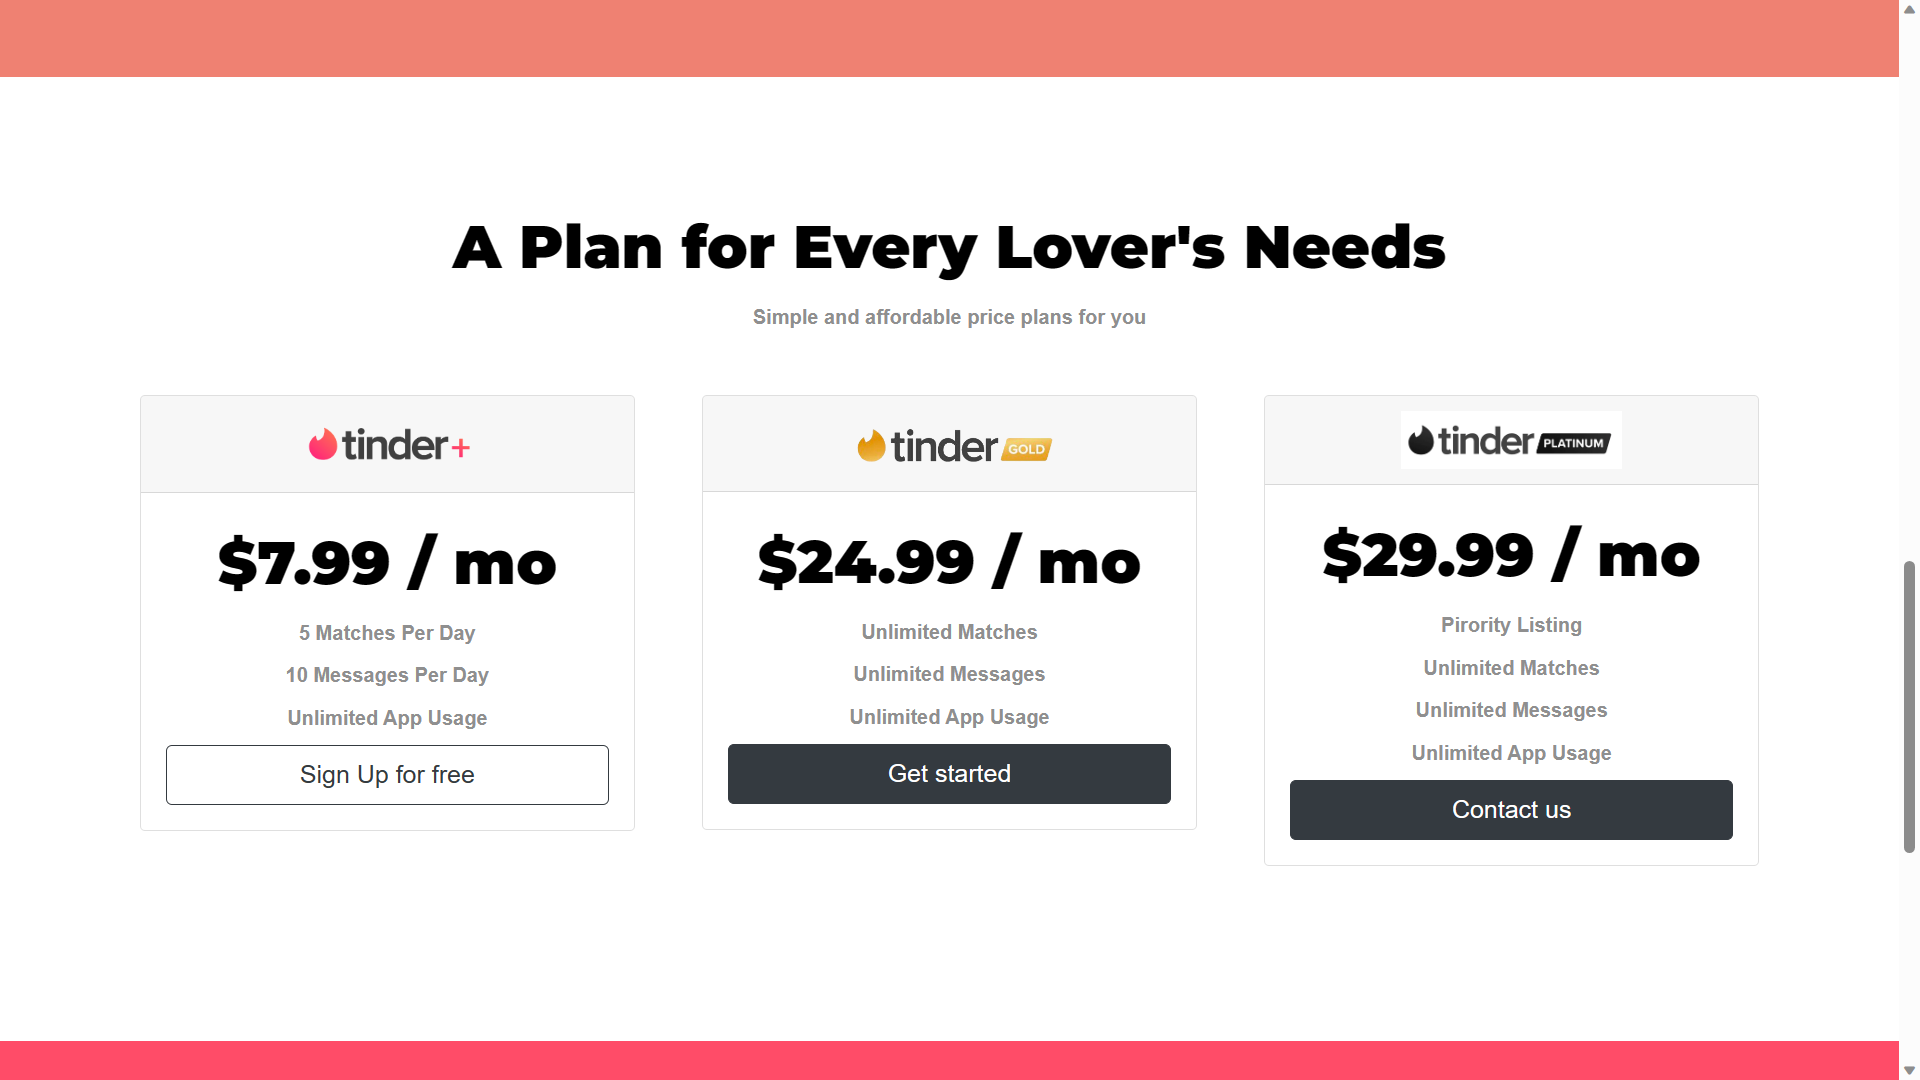 A Plan for Every Lover's Needs
Simple and affordable price plans for you
tinder+
$7.99 / mo
5 Matches Per Day
10 Messages Per Day
Unlimited App Usage
Sign Up for free
tinder GOLD
$24.99 / mo
Unlimited Matches
Unlimited Messages
Unlimited App Usage
Get started
tinder PLATINUM
$29.99 / mo
Pirority Listing
Unlimited Matches
Unlimited Messages
Unlimited App Usage
Contact us